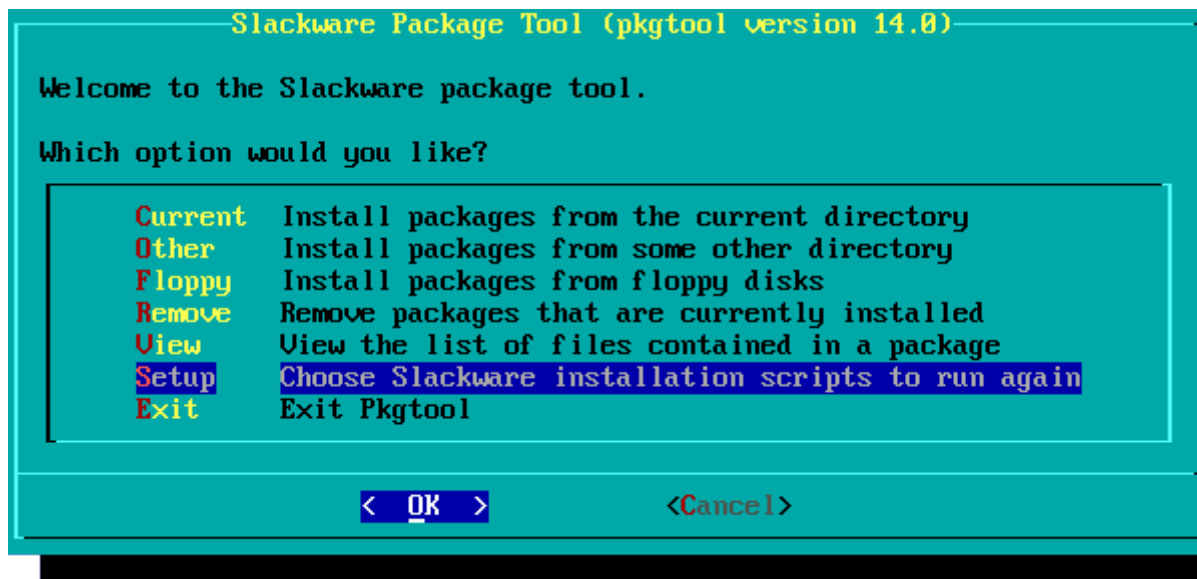 Slackware Package Tool (pkgtool version 14.0)
Welcome to the Slackware package tool.
Which option would you like?
Current Install packages from the current directory
Other Install packages from some other directory
Floppy Install packages from floppy disks
Remove Remove packages that are currently installed
View View the list of files contained in a package
Setup Choose Slackware installation scripts to run again
Exit Exit Pkgtool
< OK > <Cancel>